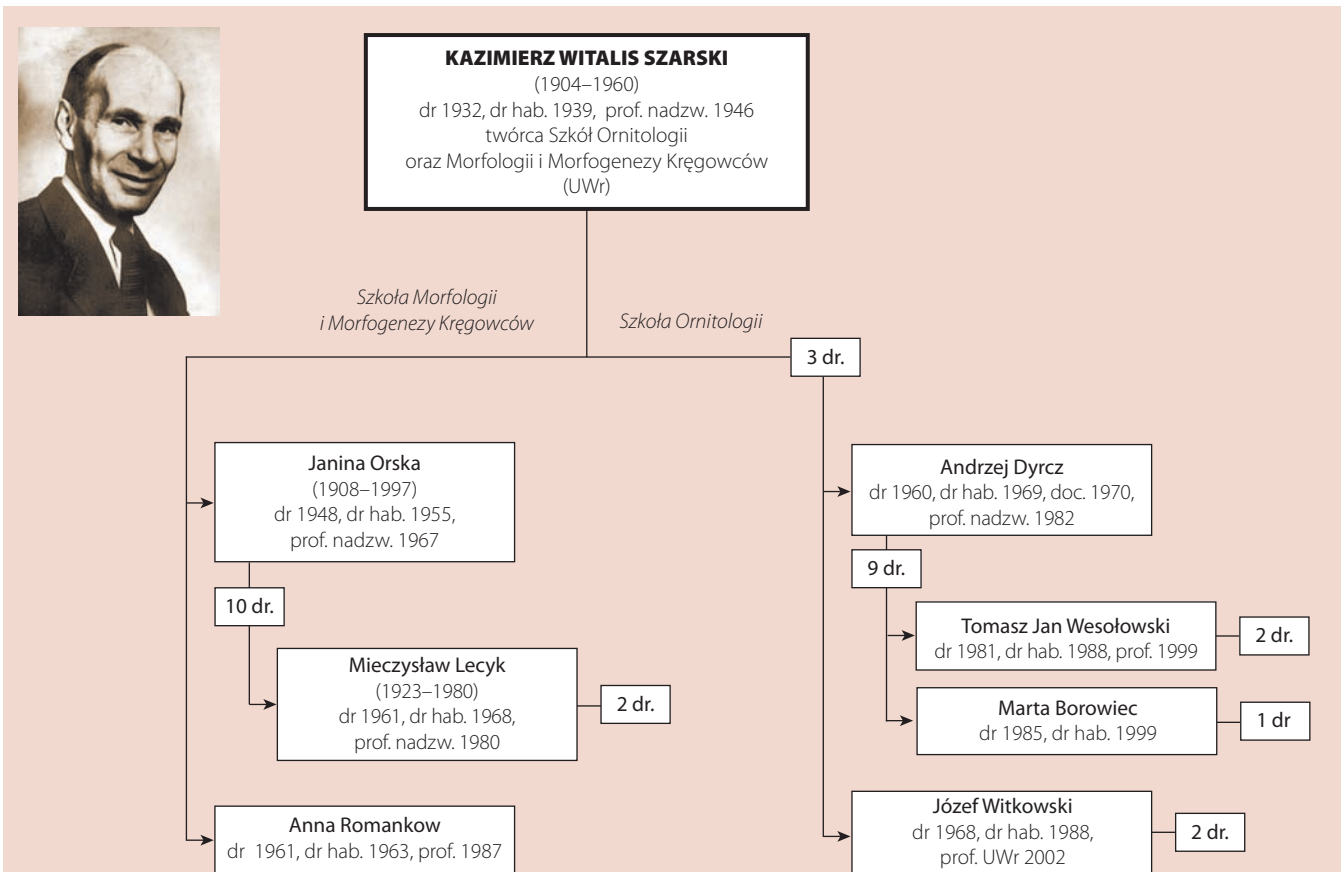 KAZIMIERZ WITALIS SZARSKI
(1904–1960)
dr 1932, dr hab. 1939, prof. nadzw. 1946
twórca Szkół Ornitologii
oraz Morfologii i Morfogenezy Kręgowców
(UWr)
Szkoła Morfologii
i Morfogenezy Kręgowców
Szkoła Ornitologii
3 dr.
Janina Orska
(1908–1997)
dr 1948, dr hab. 1955,
prof. nadzw. 1967
10 dr.
Mieczysław Lecyk
(1923–1980)
dr 1961, dr hab. 1968,
prof. nadzw. 1980
2 dr.
Anna Romankow
dr 1961, dr hab. 1963, prof. 1987
Andrzej Dyrcz
dr 1960, dr hab. 1969, doc. 1970,
prof. nadzw. 1982
9 dr.
Tomasz Jan Wesołowski
dr 1981, dr hab. 1988, prof. 1999
2 dr.
Marta Borowiec
dr 1985, dr hab. 1999
1 dr
Józef Witkowski
dr 1968, dr hab. 1988,
prof. UWr 2002
2 dr.